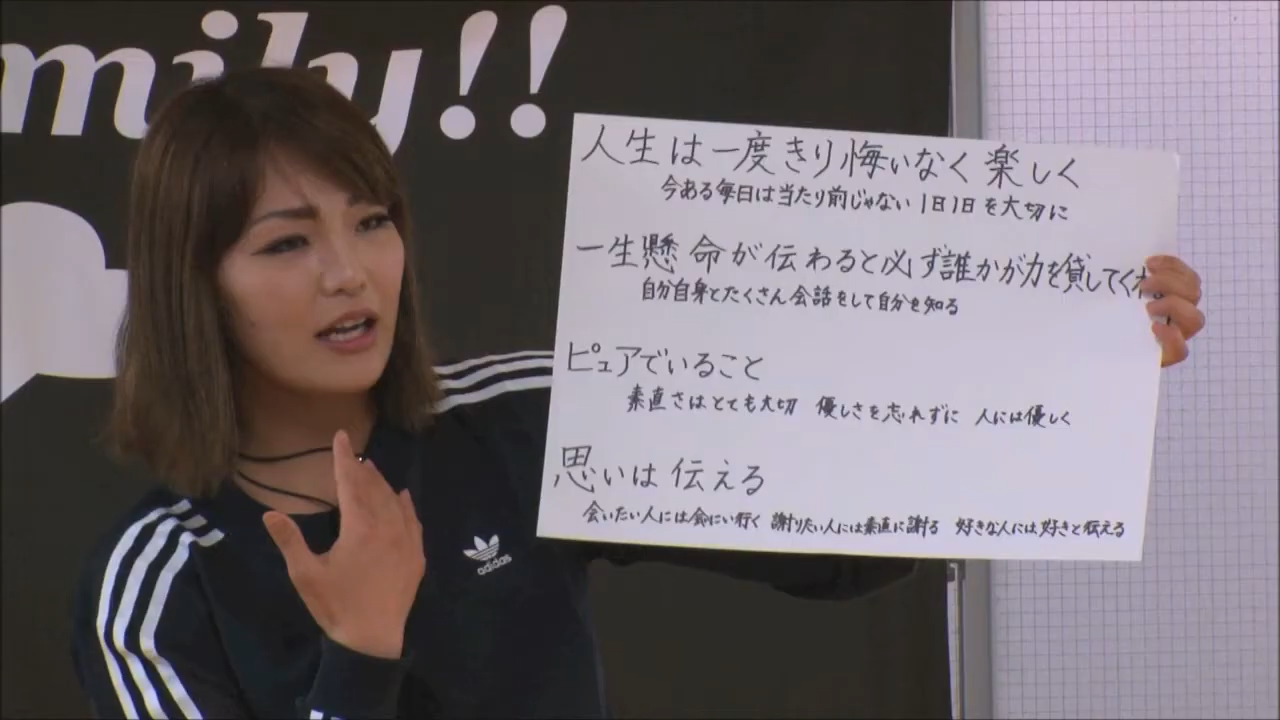 mily!!
人生は一度きり悔いなく楽しく
今ある毎日は当たり前じゃない 1日1日を大切に
一生懸命が伝わると必ず誰かが力を貸してくれ
自分自身とたくさん会話をして自分を知る
ピュアでいること
素直さはとても大切 優しさを忘れずに 人には優しく
思いは伝える
会いたい人には会いに行く 謝りたい人には素直に謝る 好きな人には好きと伝える
adidas